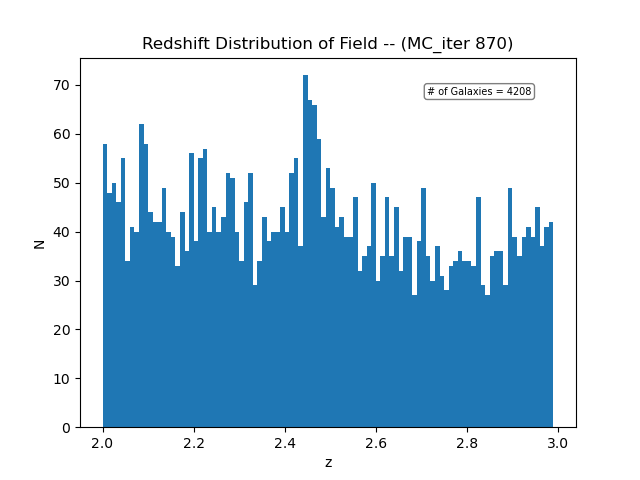 Redshift Distribution of Field -- (MC_iter 870)
# of Galaxies = 4208
N
70
60
50
40
30
20
10
0
2.0 2.2 2.4 2.6 2.8 3.0
z